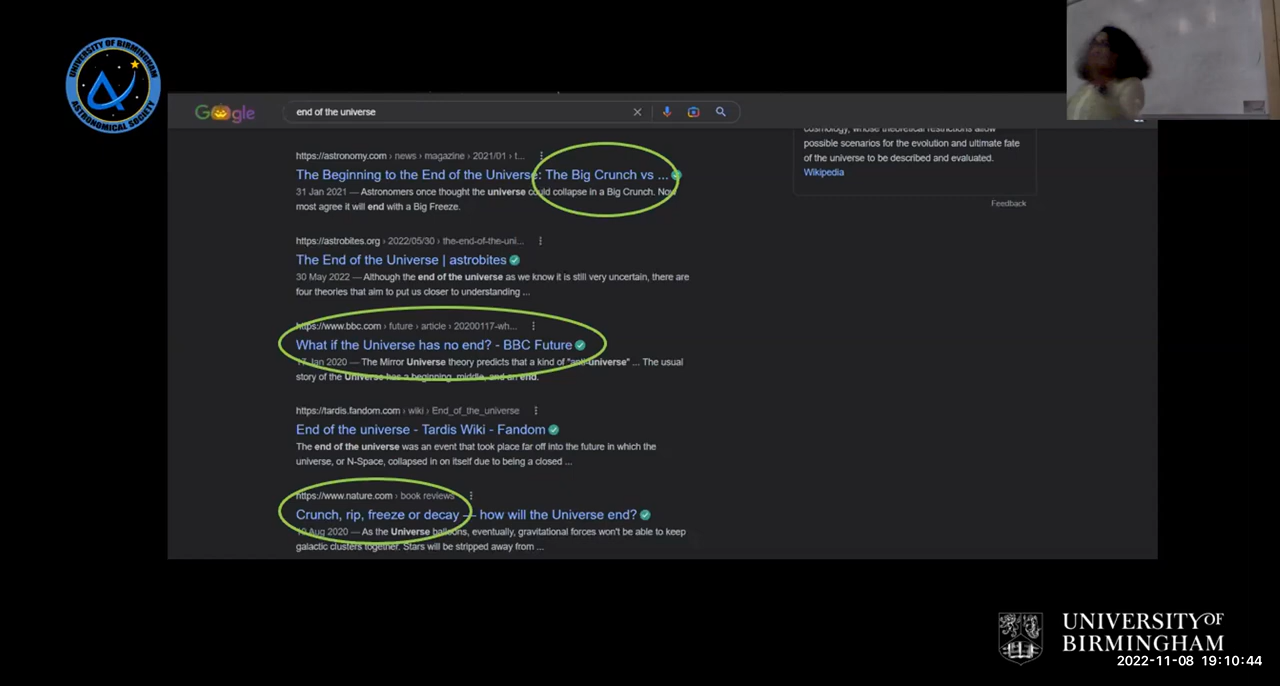 UNIVERSITY OF BIRMINGHAM
ASTRONOMICAL SOCIETY
Google
end of the universe
https://astronomy.com › news › magazine › 2021/01 › t...
The Beginning to the End of the Universe: The Big Crunch vs ...
31 Jan 2021 — Astronomers once thought the universe could collapse in a Big Crunch. Now
most agree it will end with a Big Freeze.
https://astrobites.org › 2022/05/30 › the-end-of-the-uni...
The End of the Universe | astrobites
30 May 2022 — Although the end of the universe as we know it is still very uncertain, there are
four theories that aim to put us closer to understanding ...
https://www.bbc.com › future › article › 20200117-wh...
What if the Universe has no end? - BBC Future
17 Jan 2020 — The Mirror Universe theory predicts that a kind of "anti-universe" ... The usual
story of the Universe has a beginning, middle, and an end.
https://tardis.fandom.com › wiki › End_of_the_universe
End of the universe - Tardis Wiki - Fandom
The end of the universe was an event that took place far off into the future in which the
universe, or N-Space, collapsed in on itself due to being a closed ...
https://www.nature.com › book reviews
Crunch, rip, freeze or decay — how will the Universe end?
19 Aug 2020 — As the Universe balloons, eventually, gravitational forces won't be able to keep
galactic clusters together. Stars will be stripped away from ...
cosmology, whose theoretical restrictions allow
possible scenarios for the evolution and ultimate fate
of the universe to be described and evaluated.
Wikipedia
Feedback
UNIVERSITY OF
BIRMINGHAM
2022-11-08 19:10:44